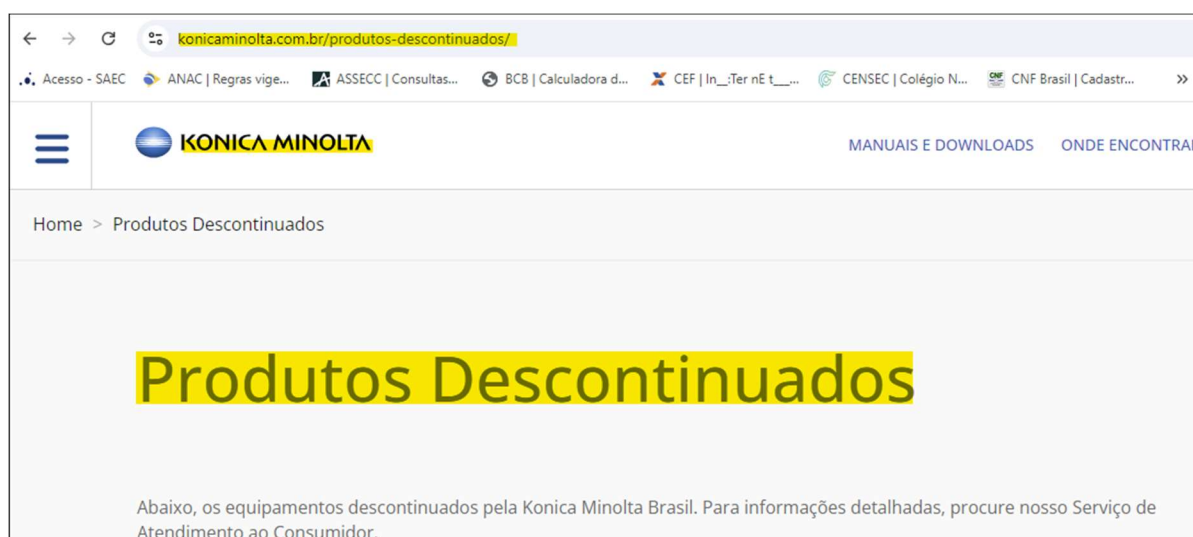 konicaminolta.com.br/produtos-descontinuados/
Acesso - SAEC ANAC | Regras vige... ASSECC | Consultas... BCB | Calculadora d... CEF | In__:Ter nE t___... CENSEC | Colégio N... CNF Brasil | Cadastr... »
KONICA MINOLTA MANUAIS E DOWNLOADS ONDE ENCONTRAR
Home > Produtos Descontinuados
Produtos Descontinuados
Abaixo, os equipamentos descontinuados pela Konica Minolta Brasil. Para informações detalhadas, procure nosso Serviço de
Atendimento ao Consumidor.